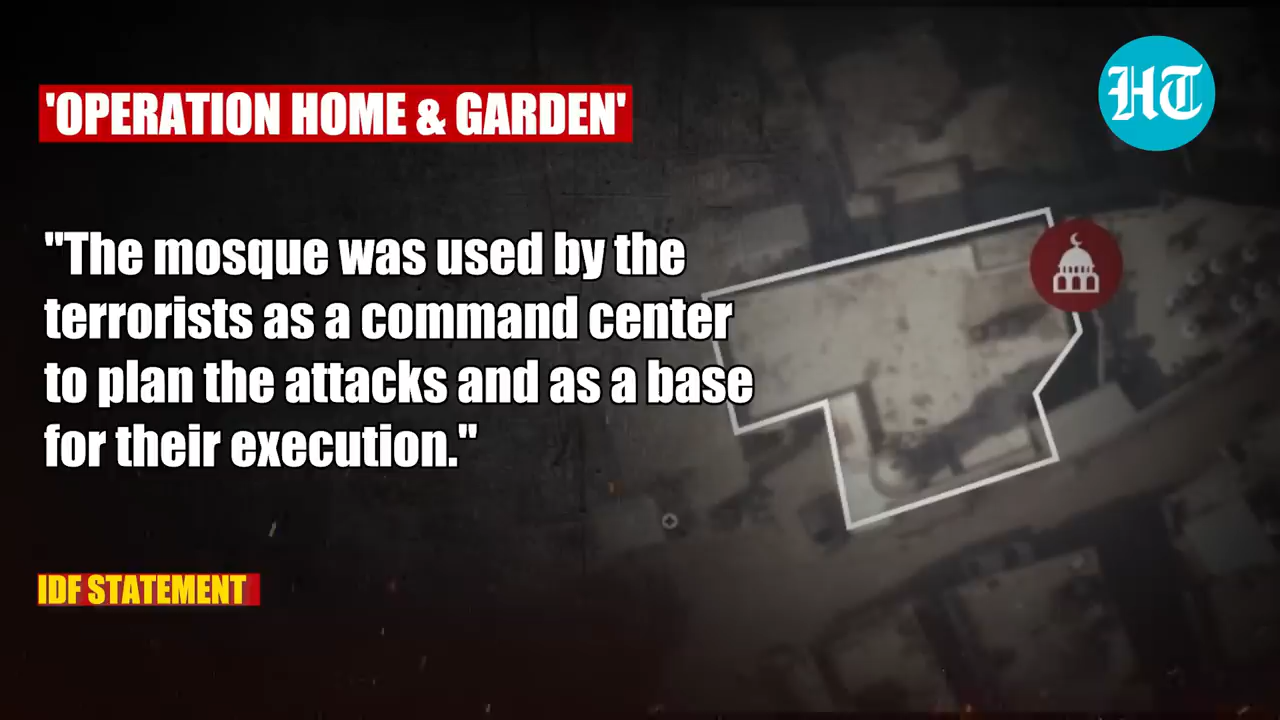 'OPERATION HOME & GARDEN'
HT
"The mosque was used by the
terrorists as a command center
to plan the attacks and as a base
for their execution."
IDF STATEMENT